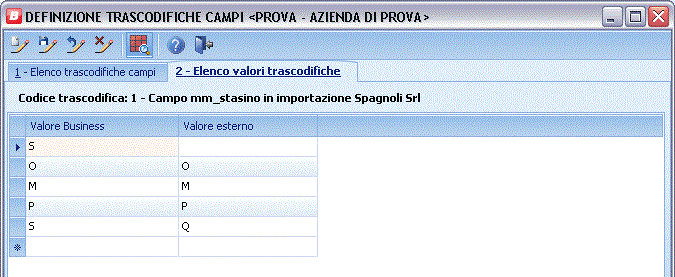 DEFINIZIONE TRASCODIFICHE CAMPI <PROVA - AZIENDA DI PROVA>
1 - Elenco trascodifiche campi 2 - Elenco valori trascodifiche
Codice trascodifica: 1 - Campo mm_stasino in importazione Spagnoli Srl
Valore Business Valore esterno
S
O O
M M
P P
S Q